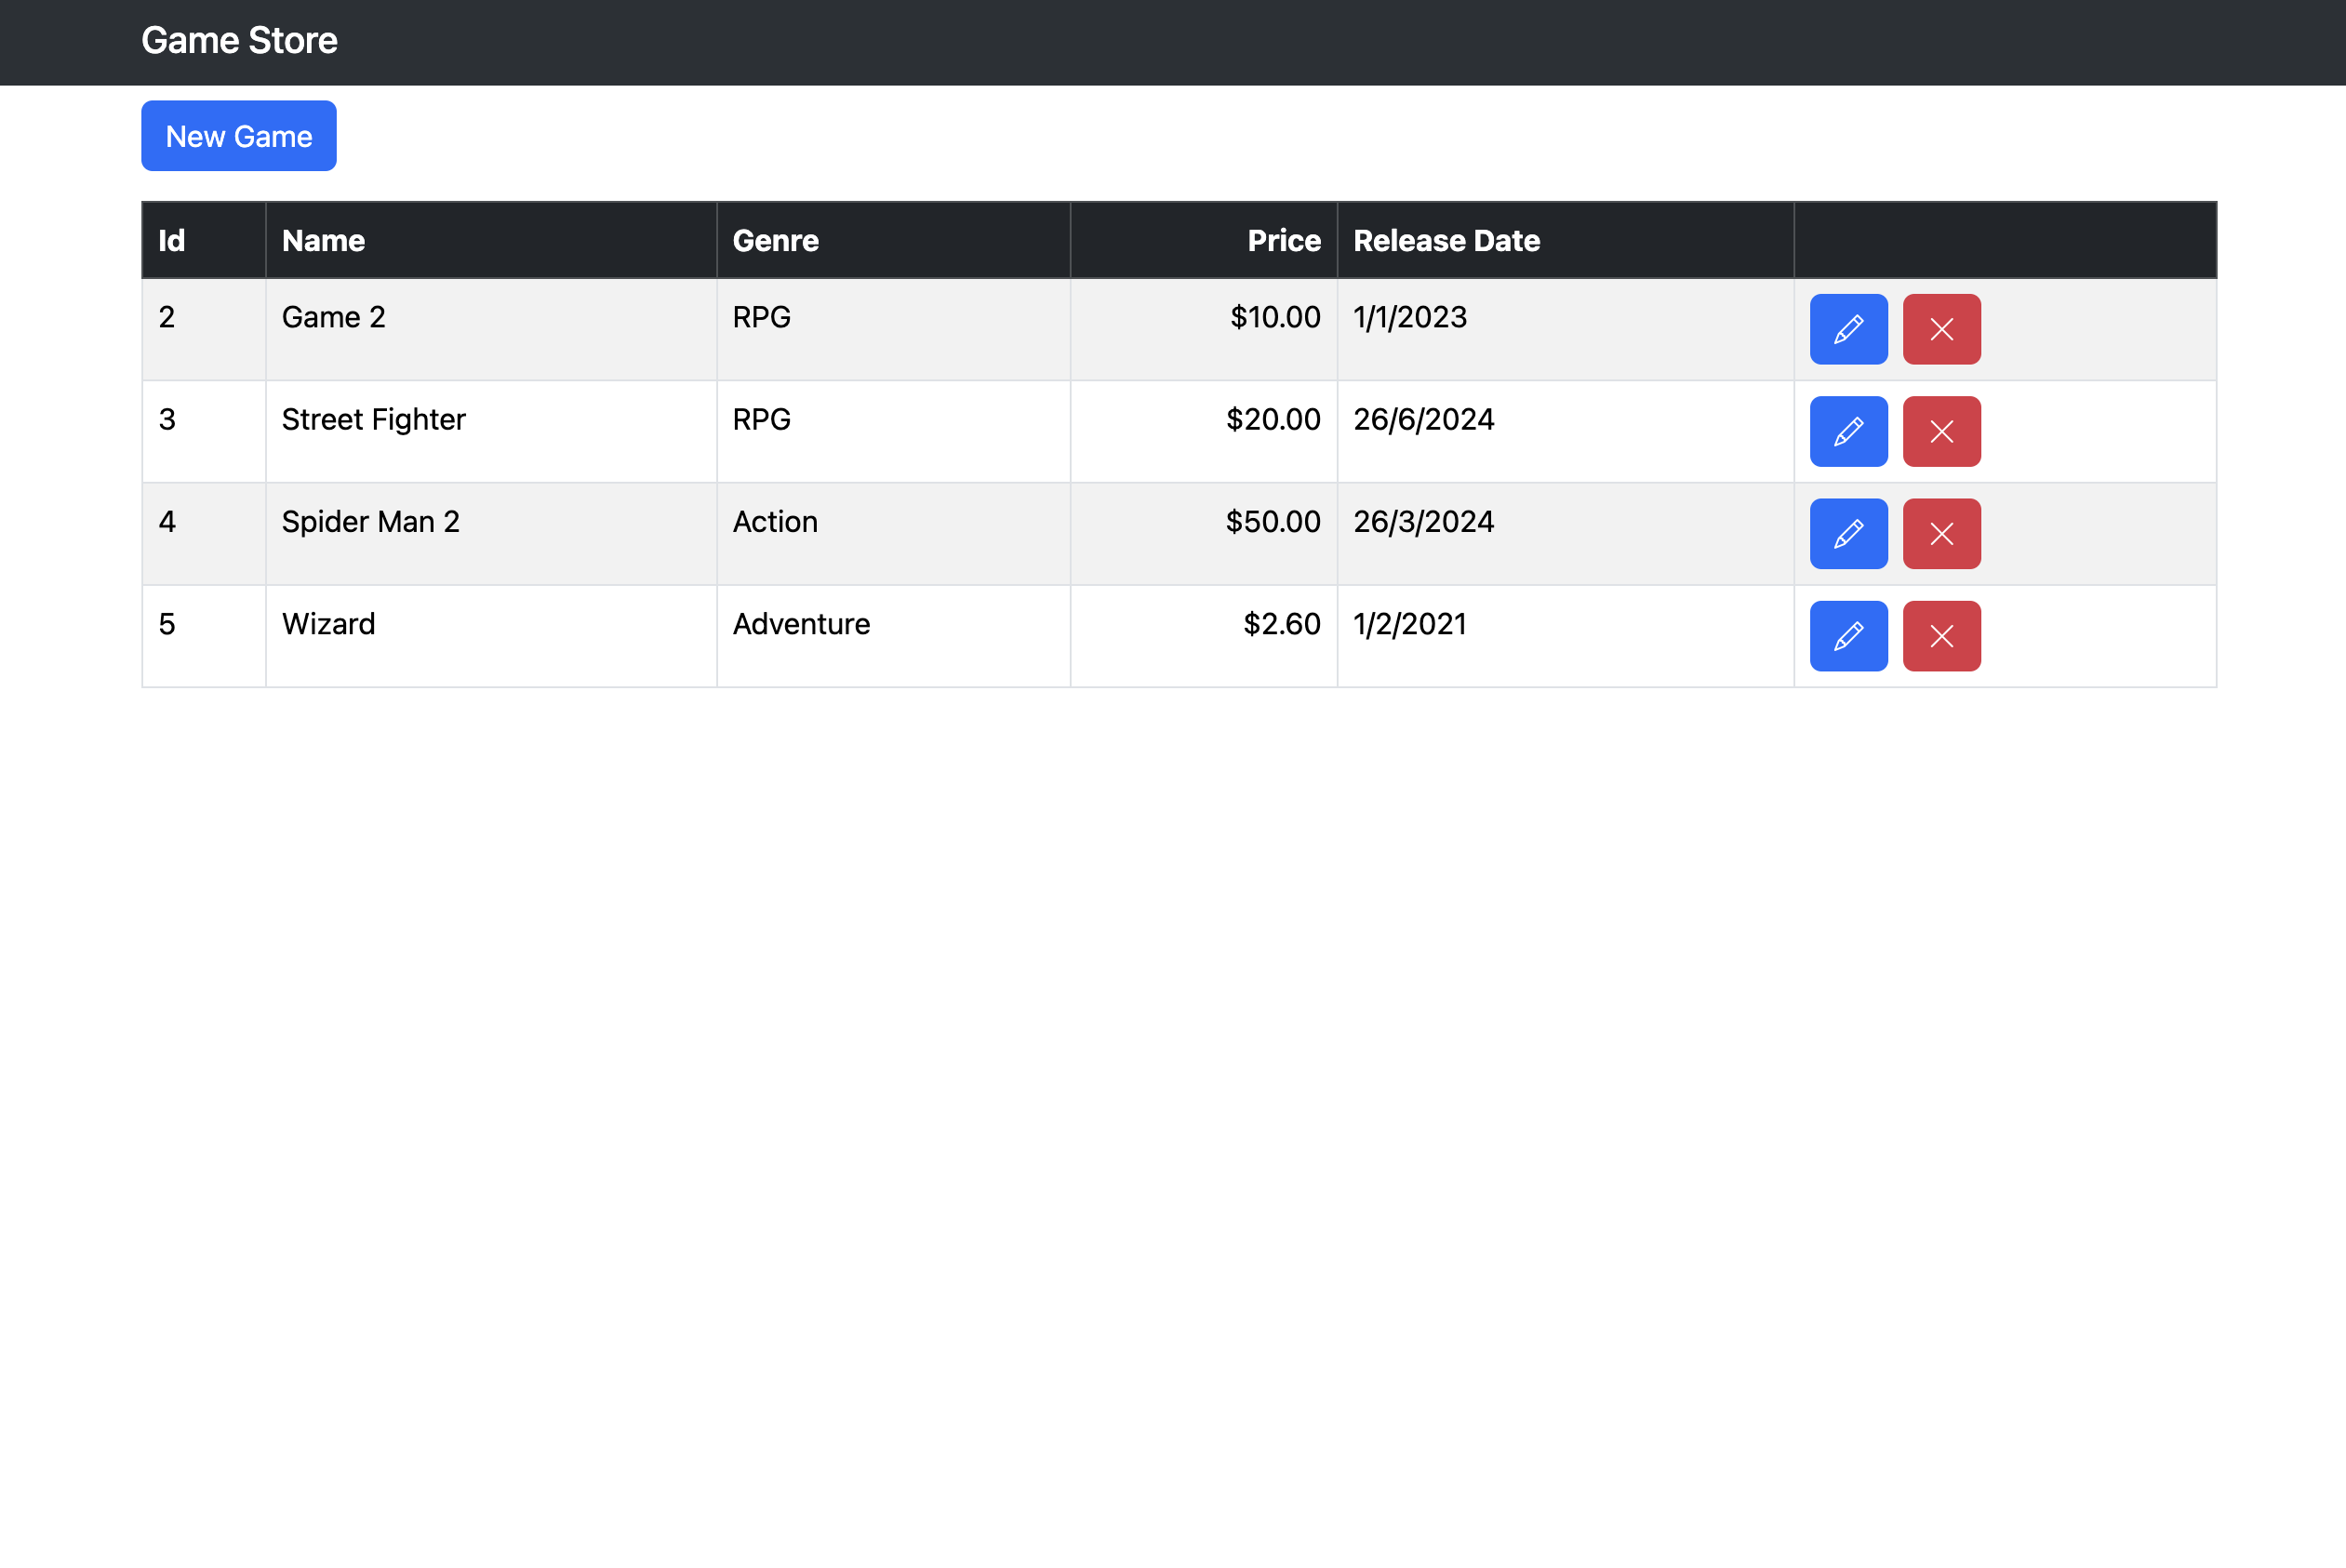 Game Store
New Game
Id Name Genre Price Release Date
2 Game 2 RPG $10.00 1/1/2023
3 Street Fighter RPG $20.00 26/6/2024
4 Spider Man 2 Action $50.00 26/3/2024
5 Wizard Adventure $2.60 1/2/2021